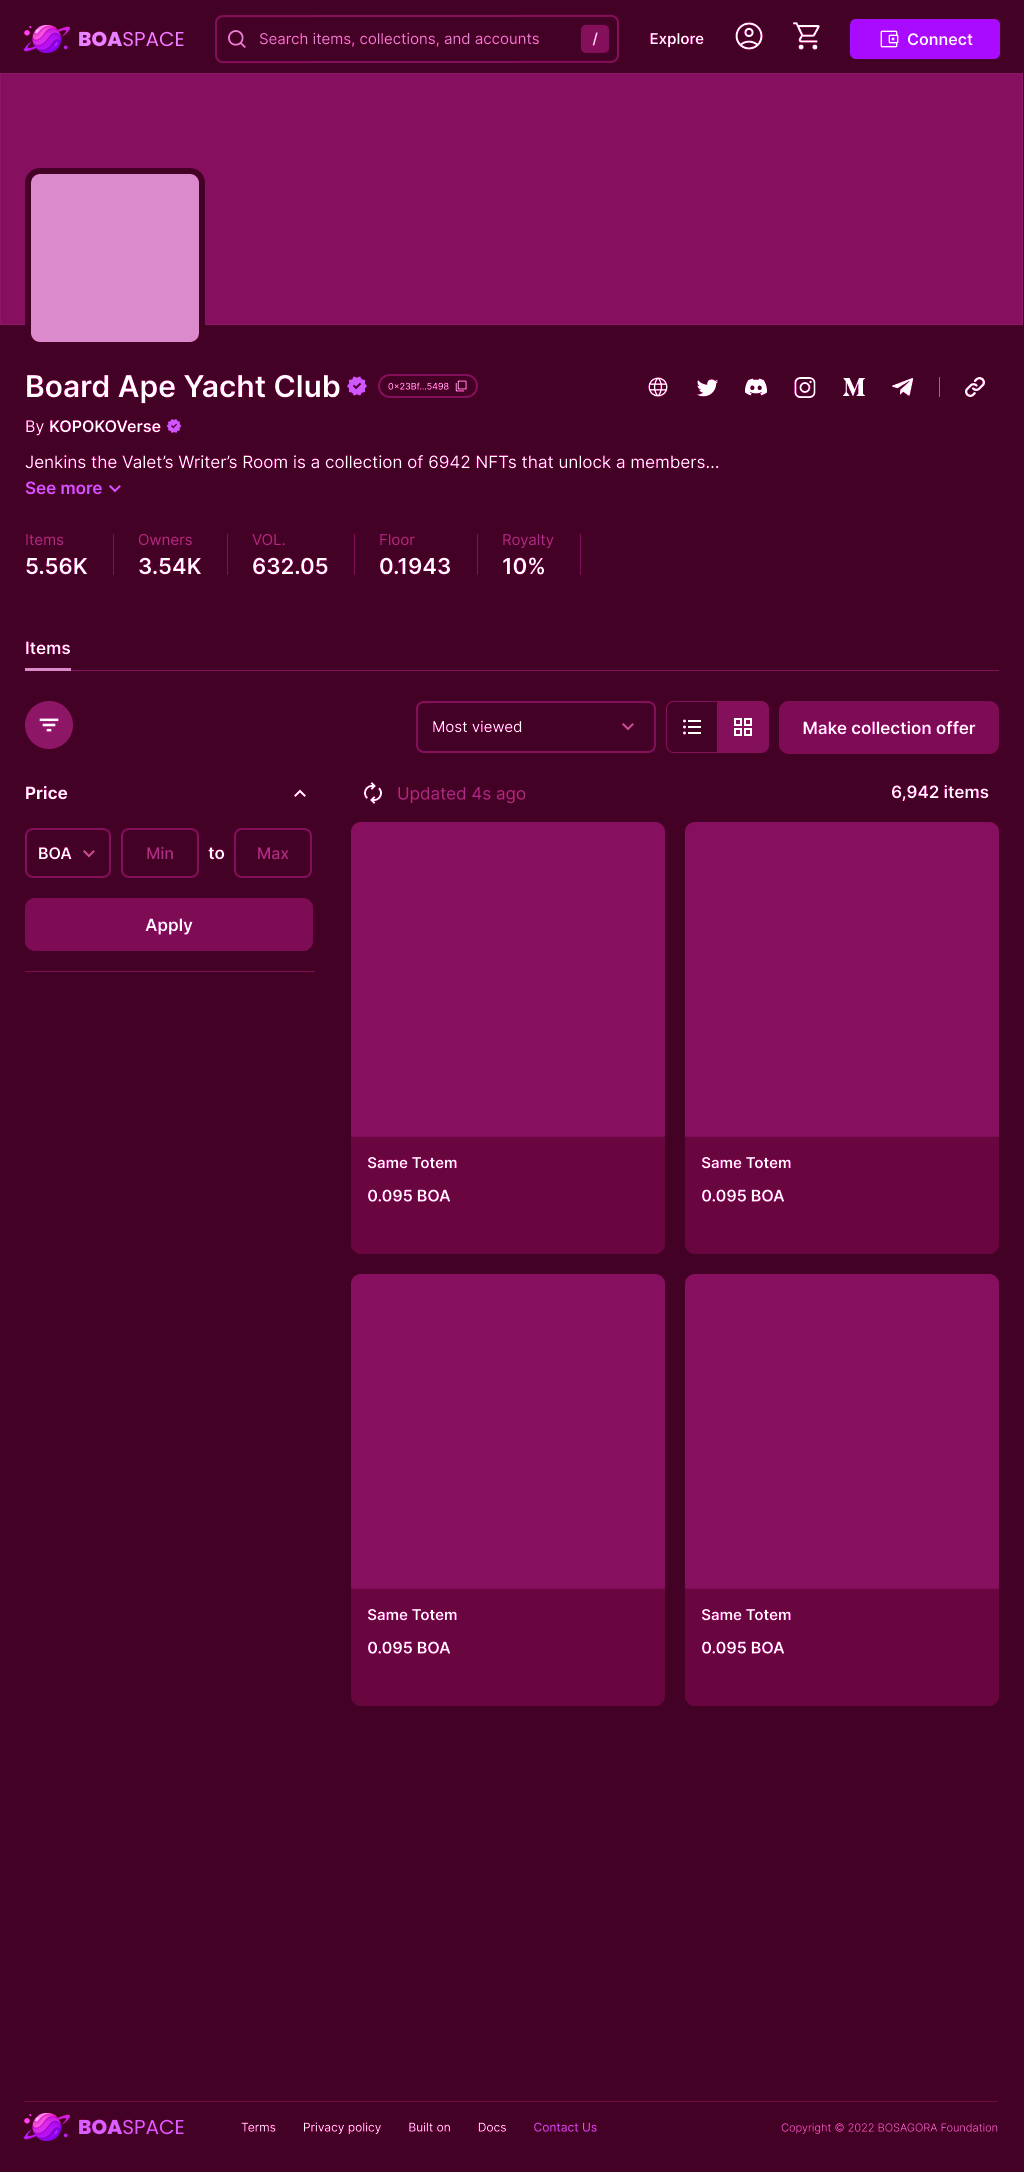 BOASPACE
Search items, collections, and accounts
/
Explore
Connect
Board Ape Yacht Club
0x23Bf...5498
By KOPOKOVerse
Jenkins the Valet’s Writer’s Room is a collection of 6942 NFTs that unlock a members...
See more
Items
Owners
VOL.
Floor
Royalty
5.56K
3.54K
632.05
0.1943
10%
Items
Most viewed
Make collection offer
Price
Updated 4s ago
6,942 items
BOA
Min
to
Max
Apply
Same Totem
0.095 BOA
Same Totem
0.095 BOA
Same Totem
0.095 BOA
Same Totem
0.095 BOA
BOASPACE
Terms
Privacy policy
Built on
Docs
Contact Us
Copyright © 2022 BOSAGORA Foundation